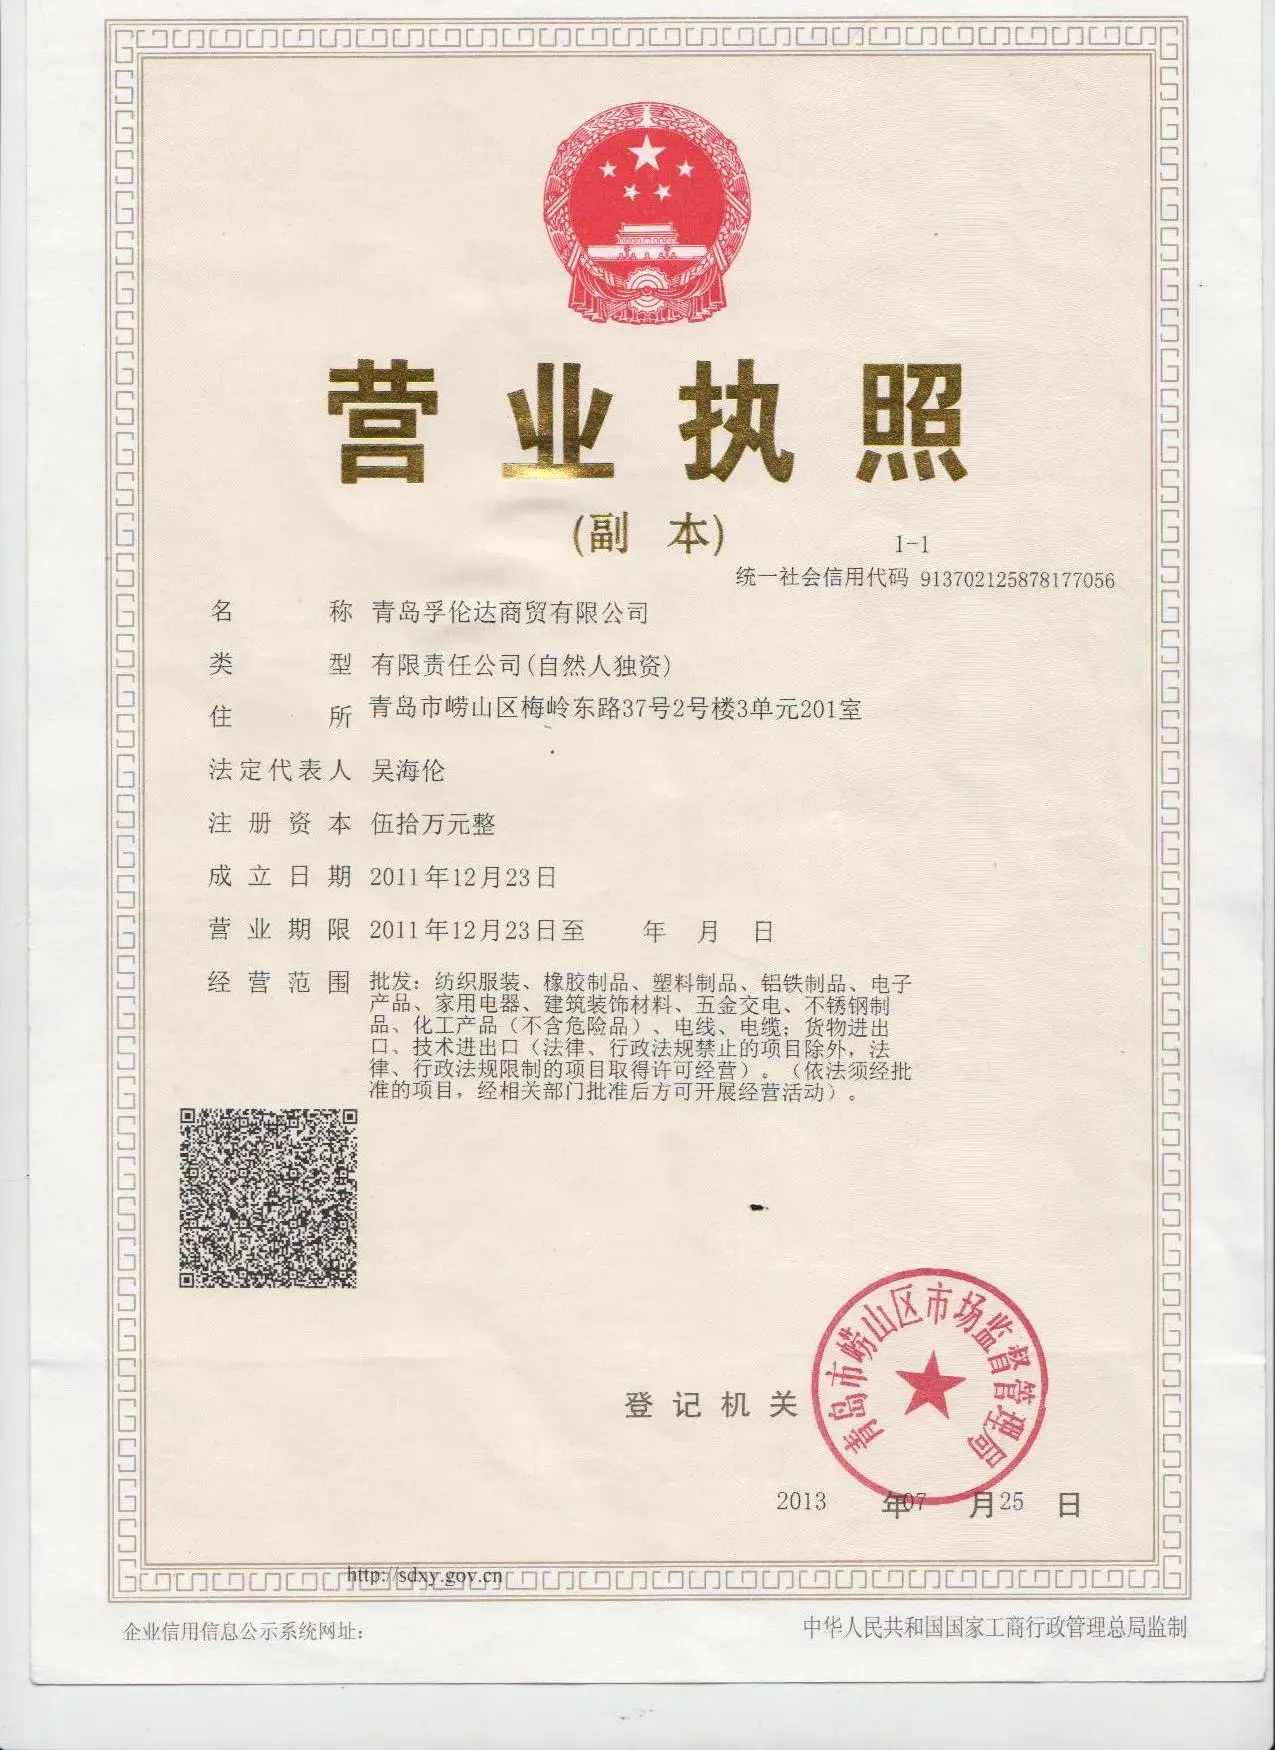 营业执照
(副 本)
1-1
统一社会信用代码 913702125878177056
名 称 青岛孚伦达商贸有限公司
类 型 有限责任公司(自然人独资)
住 所 青岛市崂山区梅岭东路37号2号楼3单元201室
法定代表人 吴海伦
注 册 资 本 伍拾万元整
成 立 日 期 2011年12月23日
营 业 期 限 2011年12月23日至 年 月 日
经 营 范 围 批发：纺织服装、橡胶制品、塑料制品、铝铁制品、电子
产品、家用电器、建筑装饰材料、五金交电、不锈钢制
品、化工产品（不含危险品）、电线、电缆；货物进出
口、技术进出口（法律、行政法规禁止的项目除外，法
律、行政法规限制的项目取得许可经营）。（依法须经批
准的项目，经相关部门批准后方可开展经营活动）。
青岛市崂山区市场监督管理局
登 记 机 关
2013 年07 月25 日
http://sdxy.gov.cn
企业信用信息公示系统网址：
中华人民共和国国家工商行政管理总局监制